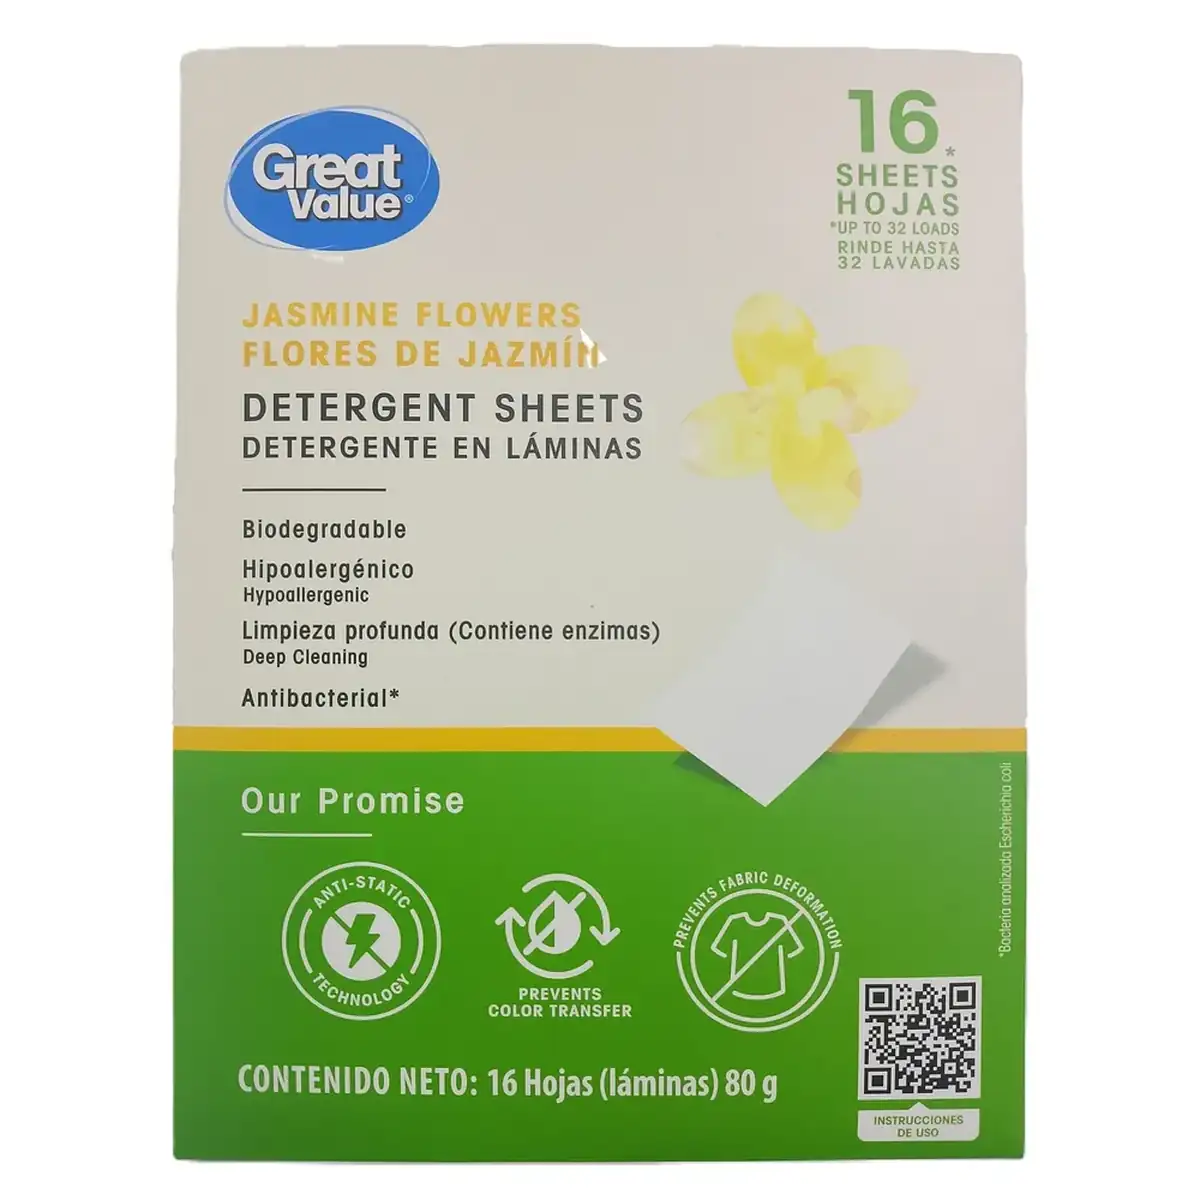 Great
Value®
16*
SHEETS
HOJAS
*UP TO 32 LOADS
RINDE HASTA
32 LAVADAS
JASMINE FLOWERS
FLORES DE JAZMÍN
DETERGENT SHEETS
DETERGENTE EN LÁMINAS
Biodegradable
Hipoalergénico
Hypoallergenic
Limpieza profunda (Contiene enzimas)
Deep Cleaning
Antibacterial*
Our Promise
ANTI-STATIC
TECHNOLOGY
PREVENTS
COLOR TRANSFER
PREVENTS FABRIC DEFORMATION
*Bacteria analizada Escherichia coli
CONTENIDO NETO: 16 Hojas (láminas) 80 g
INSTRUCCIONES
DE USO